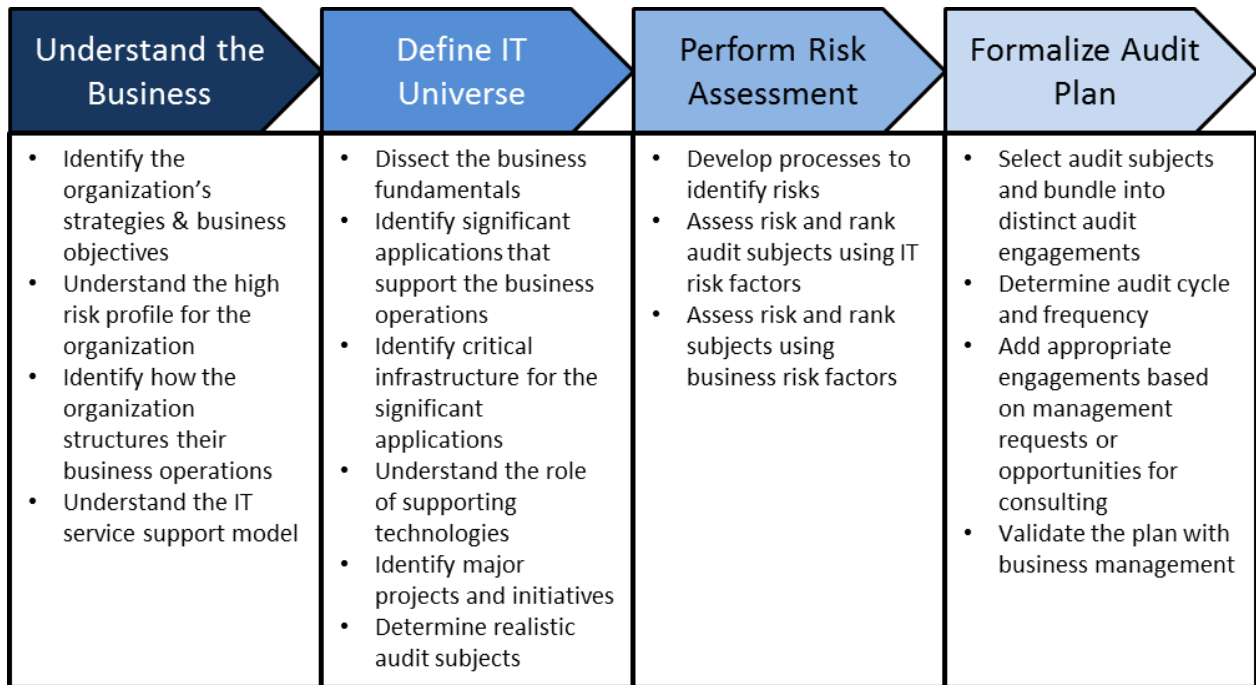 Understand the
Business
• Identify the
organization's
strategies & business
objectives
• Understand the high
risk profile for the
organization
• Identify how the
organization
structures their
business operations
• Understand the IT
service support model
Define IT
Universe
• Dissect the business
fundamentals
• Identify significant
applications that
support the business
operations
• Identify critical
infrastructure for the
significant
applications
• Understand the role
of supporting
technologies
• Identify major
projects and initiatives
• Determine realistic
audit subjects
Perform Risk
Assessment
• Develop processes to
identify risks
• Assess risk and rank
audit subjects using IT
risk factors
• Assess risk and rank
subjects using
business risk factors
Formalize Audit
Plan
• Select audit subjects
and bundle into
distinct audit
engagements
• Determine audit cycle
and frequency
• Add appropriate
engagements based
on management
requests or
opportunities for
consulting
• Validate the plan with
business management